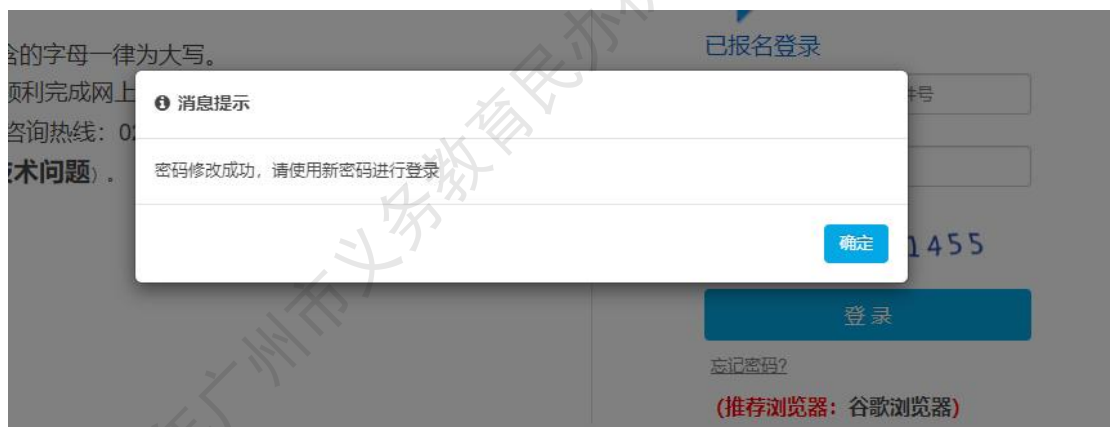 含的字母一律为大写。
顺利完成网上
咨询热线：02
技术问题）.
消息提示
密码修改成功，请使用新密码进行登录
确定
已报名登录
件号
1455
登录
忘记密码?
(推荐浏览器：谷歌浏览器)
年广州市义务教育民办